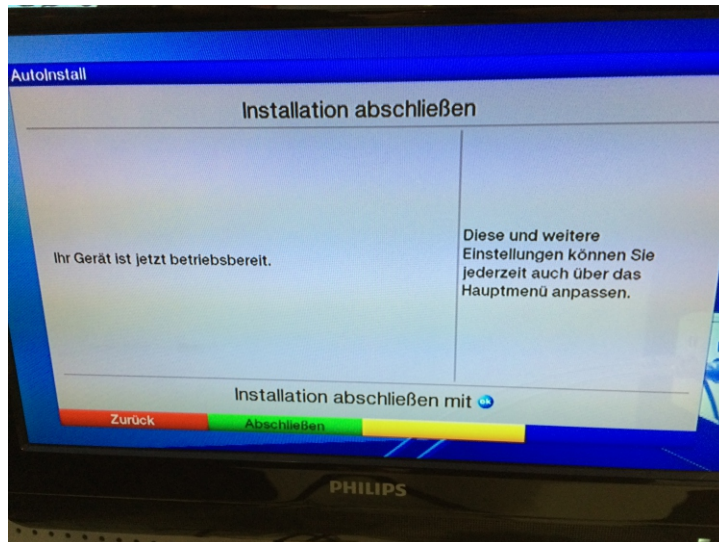 AutoInstall
Installation abschließen
Ihr Gerät ist jetzt betriebsbereit.
Diese und weitere
Einstellungen können Sie
jederzeit auch über das
Hauptmenü anpassen.
Installation abschließen mit ok
Zurück
Abschließen
PHILIPS